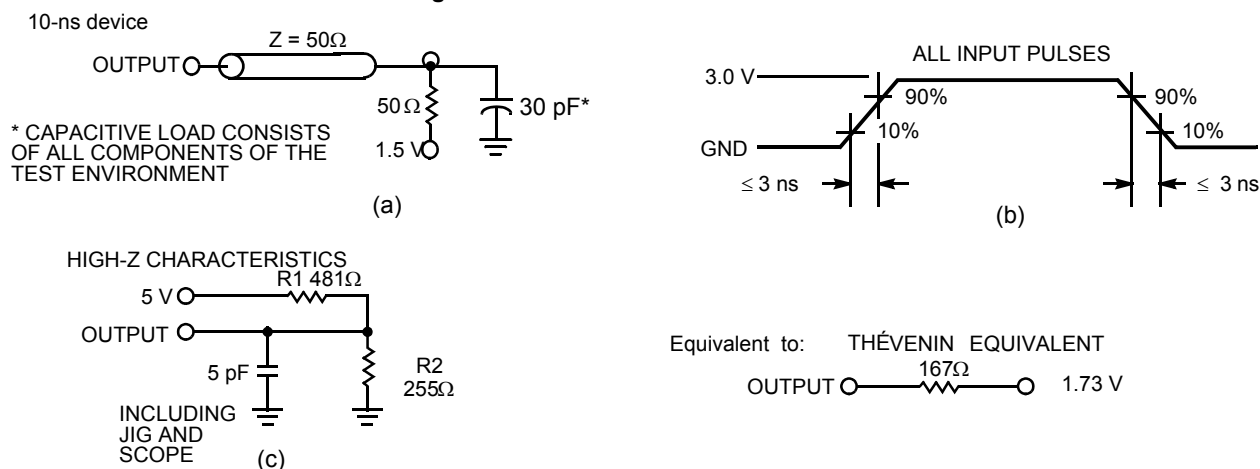 10-ns device
Z = 50Ω
OUTPUT
50Ω
30 pF*
1.5 V
* CAPACITIVE LOAD CONSISTS
OF ALL COMPONENTS OF THE
TEST ENVIRONMENT
(a)
ALL INPUT PULSES
3.0 V
90%
90%
10%
10%
GND
≤ 3 ns
≤ 3 ns
(b)
HIGH-Z CHARACTERISTICS
R1 481Ω
5 V
OUTPUT
5 pF
R2
255Ω
INCLUDING
JIG AND
SCOPE
(c)
Equivalent to: THÉVENIN EQUIVALENT
167Ω
OUTPUT
1.73 V